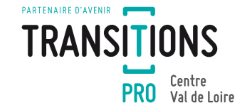 PARTENAIRE D'AVENIR
TRANSITIONS
PRO
Centre
Val de Loire